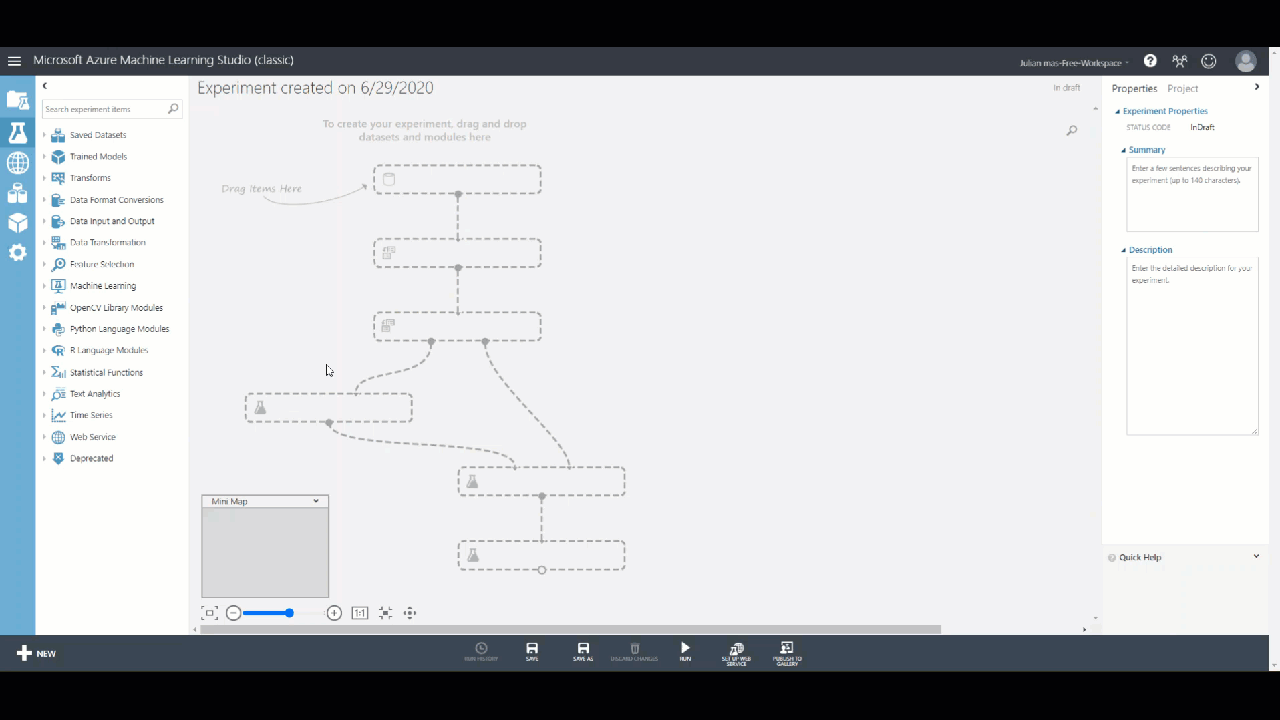 Microsoft Azure Machine Learning Studio (classic)
Julian mas-Free-Workspace
Search experiment items
Saved Datasets
Trained Models
Transforms
Data Format Conversions
Data Input and Output
Data Transformation
Feature Selection
Machine Learning
OpenCV Library Modules
Python Language Modules
R Language Modules
Statistical Functions
Text Analytics
Time Series
Web Service
Deprecated
Experiment created on 6/29/2020
In draft
To create your experiment, drag and drop
datasets and modules here
Drag Items Here
Mini Map
1:1
Properties Project
Experiment Properties
STATUS CODE InDraft
Summary
Enter a few sentences describing your
experiment (up to 140 characters).
Description
Enter the detailed description for your
experiment.
Quick Help
NEW
RUN HISTORY
SAVE
SAVE AS
DISCARD CHANGES
RUN
SET UP WEB
SERVICE
PUBLISH TO
GALLERY